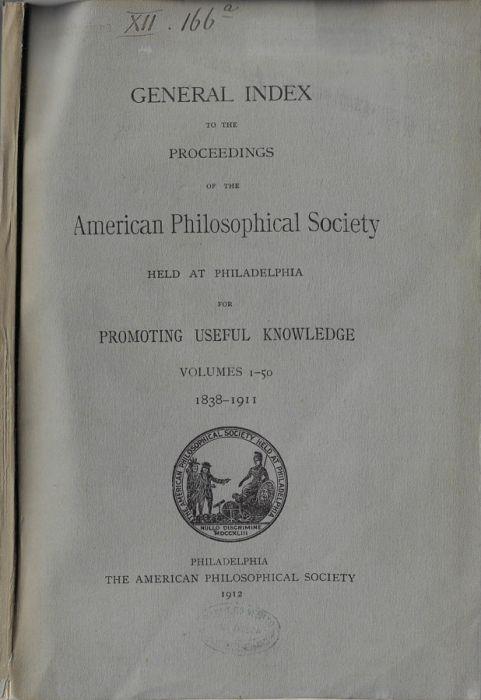 XII . 166a
GENERAL INDEX
TO THE
PROCEEDINGS
OF THE
American Philosophical Society
HELD AT PHILADELPHIA
FOR
PROMOTING USEFUL KNOWLEDGE
VOLUMES 1–50
1838–1911
THE AMERICAN PHILOSOPHICAL SOCIETY HELD AT PHILADELPHIA
NULLO DISCRIMINE
MDCCXLIII
PHILADELPHIA
THE AMERICAN PHILOSOPHICAL SOCIETY
1912